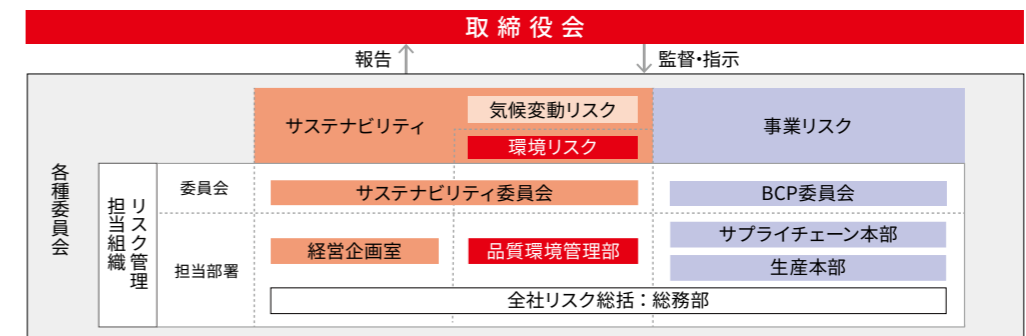 取締役会
報告
監督・指示
各種委員会
サステナビリティ
気候変動リスク
環境リスク
事業リスク
リスク管理
担当組織
委員会
サステナビリティ委員会
BCP委員会
担当部署
経営企画室
品質環境管理部
サプライチェーン本部
生産本部
全社リスク総括：総務部